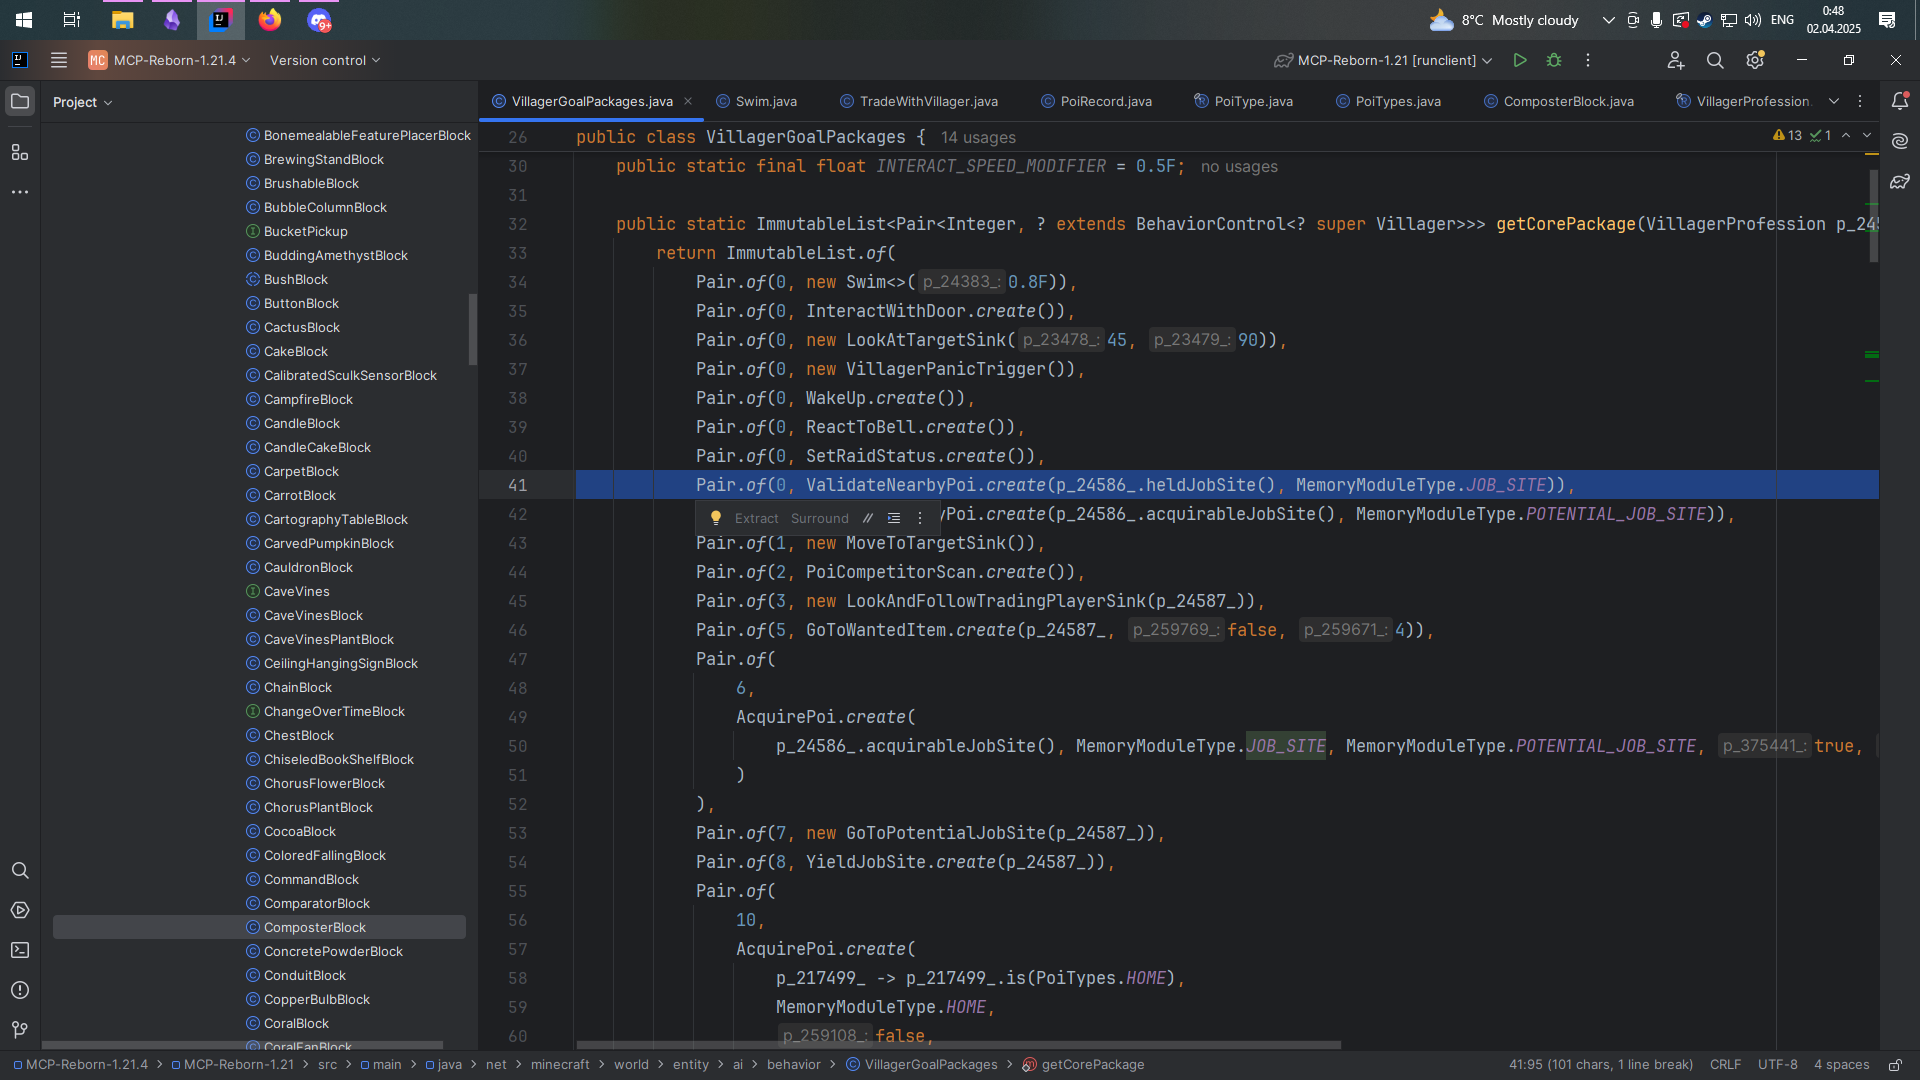 8°C Mostly cloudy
ENG
0:48
02.04.2025
9+
MC MCP-Reborn-1.21.4
Version control
MCP-Reborn-1.21 [runclient]
Project
VillagerGoalPackages.java
Swim.java
TradeWithVillager.java
PoiRecord.java
PoiType.java
PoiTypes.java
ComposterBlock.java
VillagerProfession.
BonemealableFeaturePlacerBlock
BrewingStandBlock
BrushableBlock
BubbleColumnBlock
BucketPickup
BuddingAmethystBlock
BushBlock
ButtonBlock
CactusBlock
CakeBlock
CalibratedSculkSensorBlock
CampfireBlock
CandleBlock
CandleCakeBlock
CarpetBlock
CarrotBlock
CartographyTableBlock
CarvedPumpkinBlock
CauldronBlock
CaveVines
CaveVinesBlock
CaveVinesPlantBlock
CeilingHangingSignBlock
ChainBlock
ChangeOverTimeBlock
ChestBlock
ChiseledBookShelfBlock
ChorusFlowerBlock
ChorusPlantBlock
CocoaBlock
ColoredFallingBlock
CommandBlock
ComparatorBlock
ComposterBlock
ConcretePowderBlock
ConduitBlock
CopperBulbBlock
CoralBlock
CoralFanBlock
26 public class VillagerGoalPackages { 14 usages
13 1
30 public static final float INTERACT_SPEED_MODIFIER = 0.5F; no usages
31
32 public static ImmutableList<Pair<Integer, ? extends BehaviorControl<? super Villager>>> getCorePackage(VillagerProfession p_245
33 return ImmutableList.of(
34 Pair.of(0, new Swim<>( p_24383_: 0.8F)),
35 Pair.of(0, InteractWithDoor.create()),
36 Pair.of(0, new LookAtTargetSink( p_23478_: 45, p_23479_: 90)),
37 Pair.of(0, new VillagerPanicTrigger()),
38 Pair.of(0, WakeUp.create()),
39 Pair.of(0, ReactToBell.create()),
40 Pair.of(0, SetRaidStatus.create()),
41 Pair.of(0, ValidateNearbyPoi.create(p_24586_.heldJobSite(), MemoryModuleType.JOB_SITE)),
42 Extract Surround // yPoi.create(p_24586_.acquirableJobSite(), MemoryModuleType.POTENTIAL_JOB_SITE)),
43 Pair.of(1, new MoveToTargetSink()),
44 Pair.of(2, PoiCompetitorScan.create()),
45 Pair.of(3, new LookAndFollowTradingPlayerSink(p_24587_)),
46 Pair.of(5, GoToWantedItem.create(p_24587_, p_259769_: false, p_259671_: 4)),
47 Pair.of(
48 6,
49 AcquirePoi.create(
50 p_24586_.acquirableJobSite(), MemoryModuleType.JOB_SITE, MemoryModuleType.POTENTIAL_JOB_SITE, p_375441_: true,
51 )
52 ),
53 Pair.of(7, new GoToPotentialJobSite(p_24587_)),
54 Pair.of(8, YieldJobSite.create(p_24587_)),
55 Pair.of(
56 10,
57 AcquirePoi.create(
58 p_217499_ -> p_217499_.is(PoiTypes.HOME),
59 MemoryModuleType.HOME,
60 p_259108_: false,
MCP-Reborn-1.21.4 > MCP-Reborn-1.21 > src > main > java > net > minecraft > world > entity > ai > behavior > VillagerGoalPackages > getCorePackage
41:95 (101 chars, 1 line break) CRLF UTF-8 4 spaces